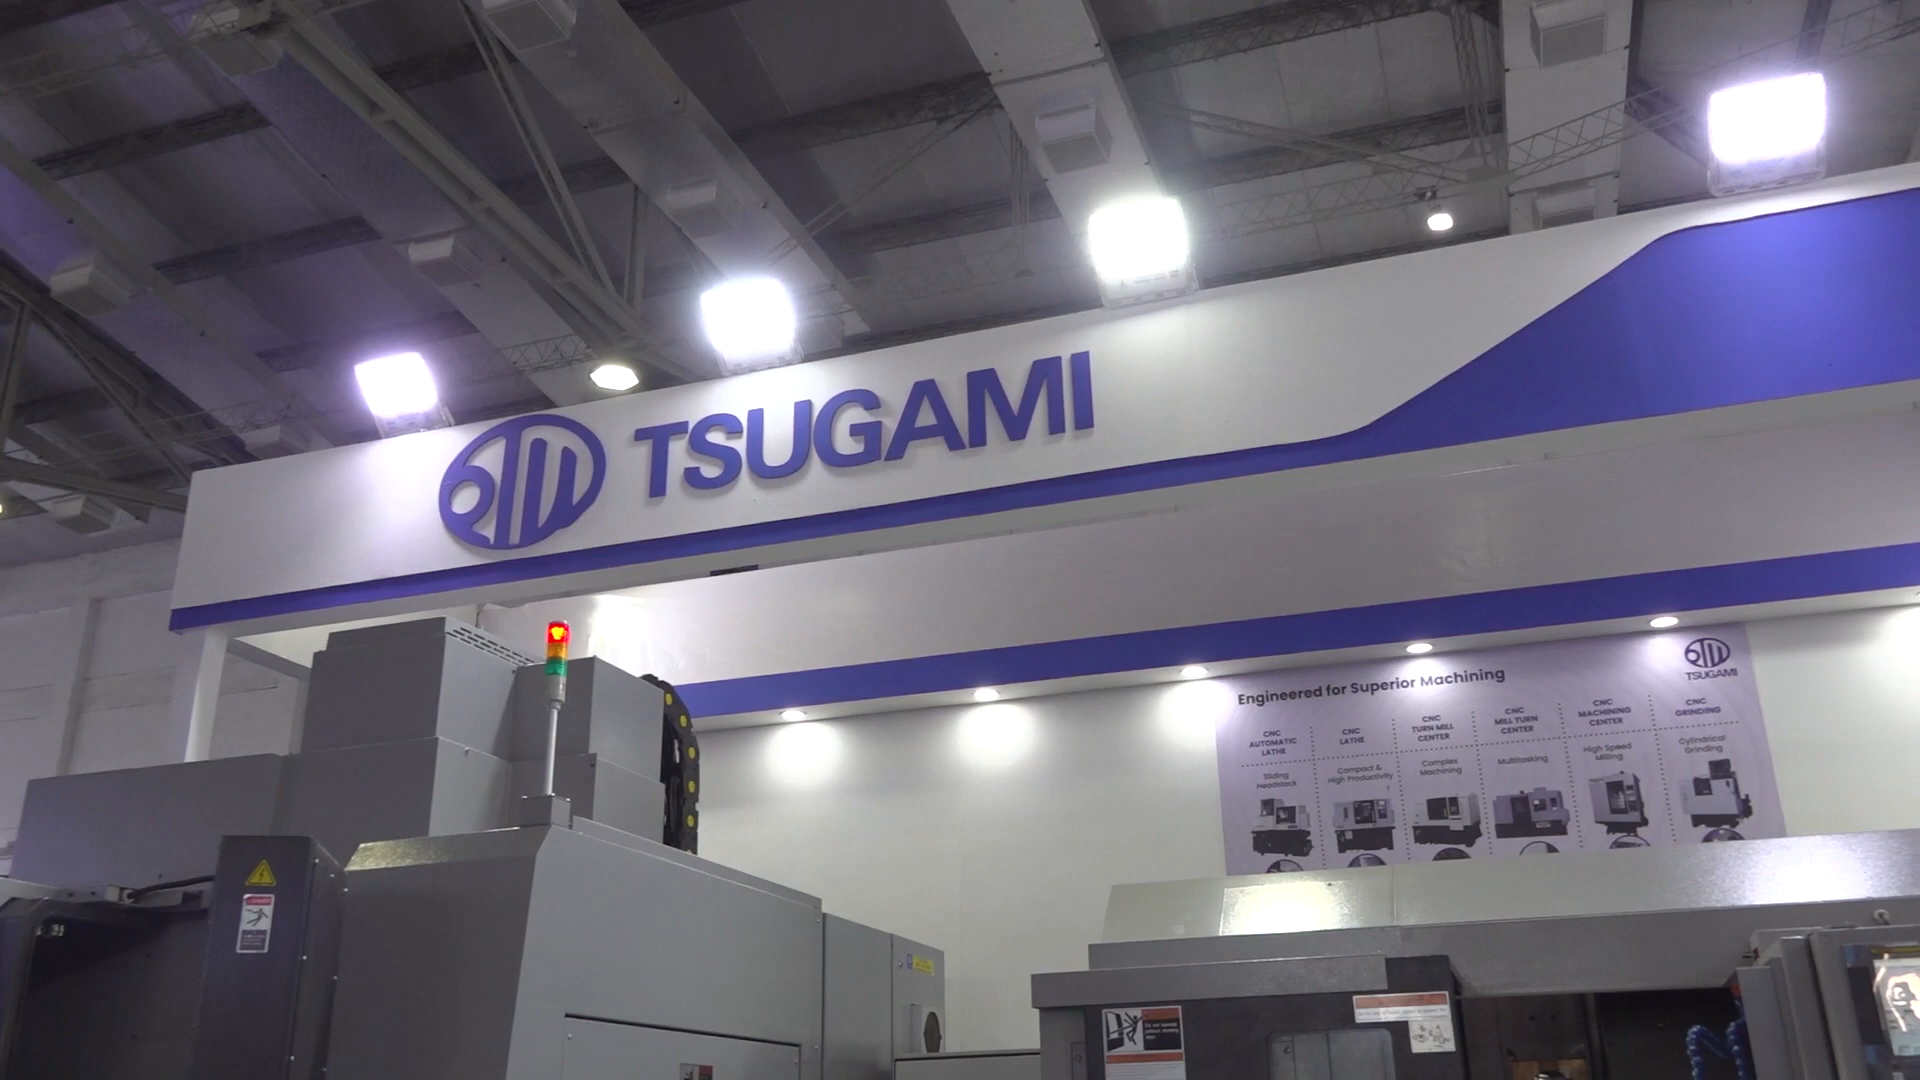 TSUGAMI
TSUGAMI
Engineered for Superior Machining
CNC
AUTOMATIC
LATHE
CNC
LATHE
CNC
TURN MILL
CENTER
CNC
MILL TURN
CENTER
CNC
MACHINING
CENTER
CNC
GRINDING
Sliding
Headstock
Compact &
High Productivity
Complex
Machining
Multitasking
High Speed
Milling
Cylindrical
Grinding